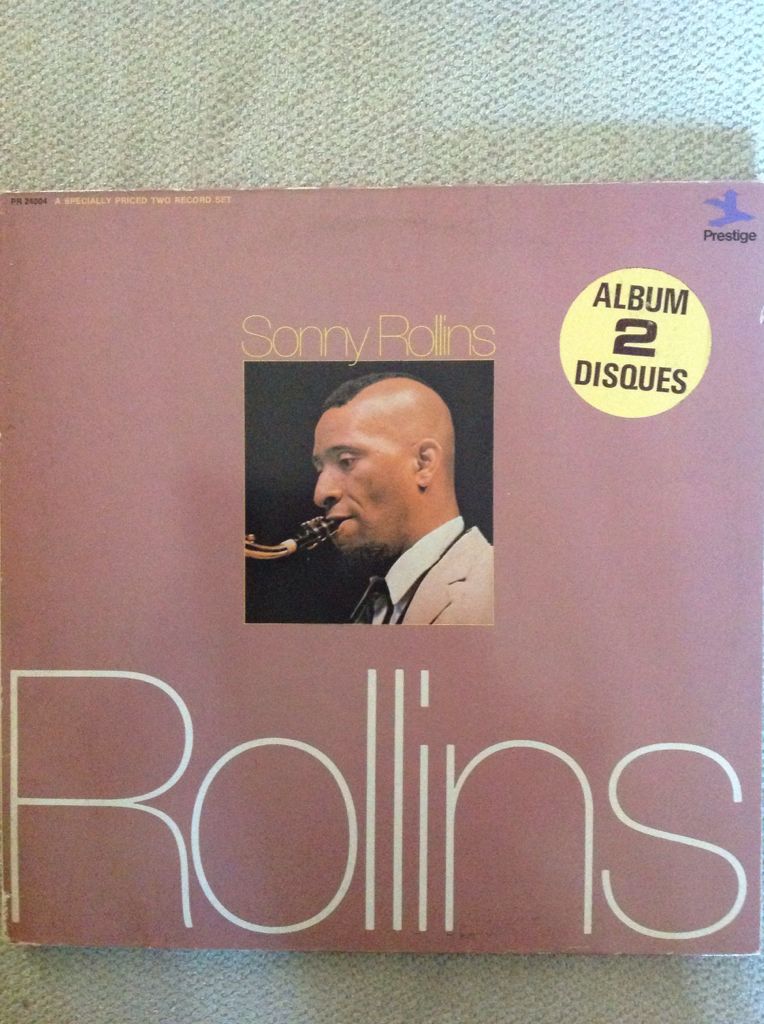 PR 24004 A SPECIALLY PRICED TWO RECORD SET
Prestige
ALBUM
2
DISQUES
Sonny Rollins
Rollins